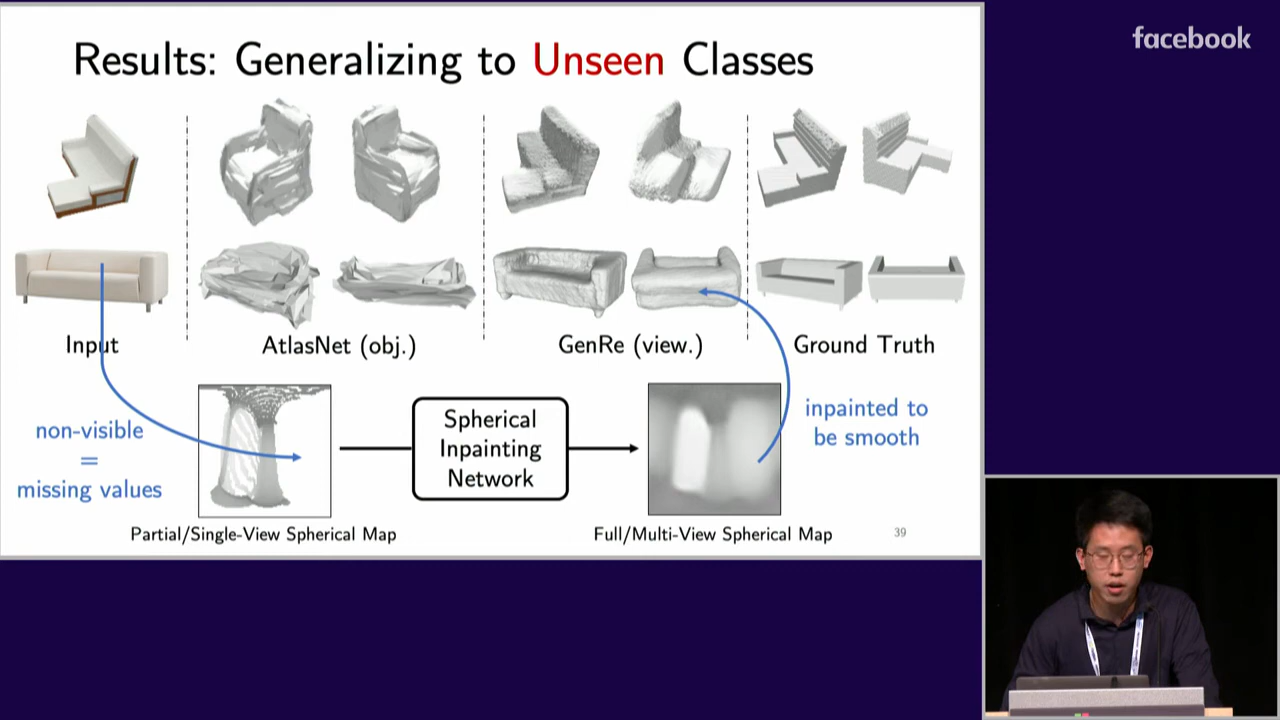 facebook
Results: Generalizing to Unseen Classes
Input
AtlasNet (obj.)
GenRe (view.)
Ground Truth
non-visible
=
missing values
Spherical
Inpainting
Network
inpainted to
be smooth
Partial/Single-View Spherical Map
Full/Multi-View Spherical Map
39